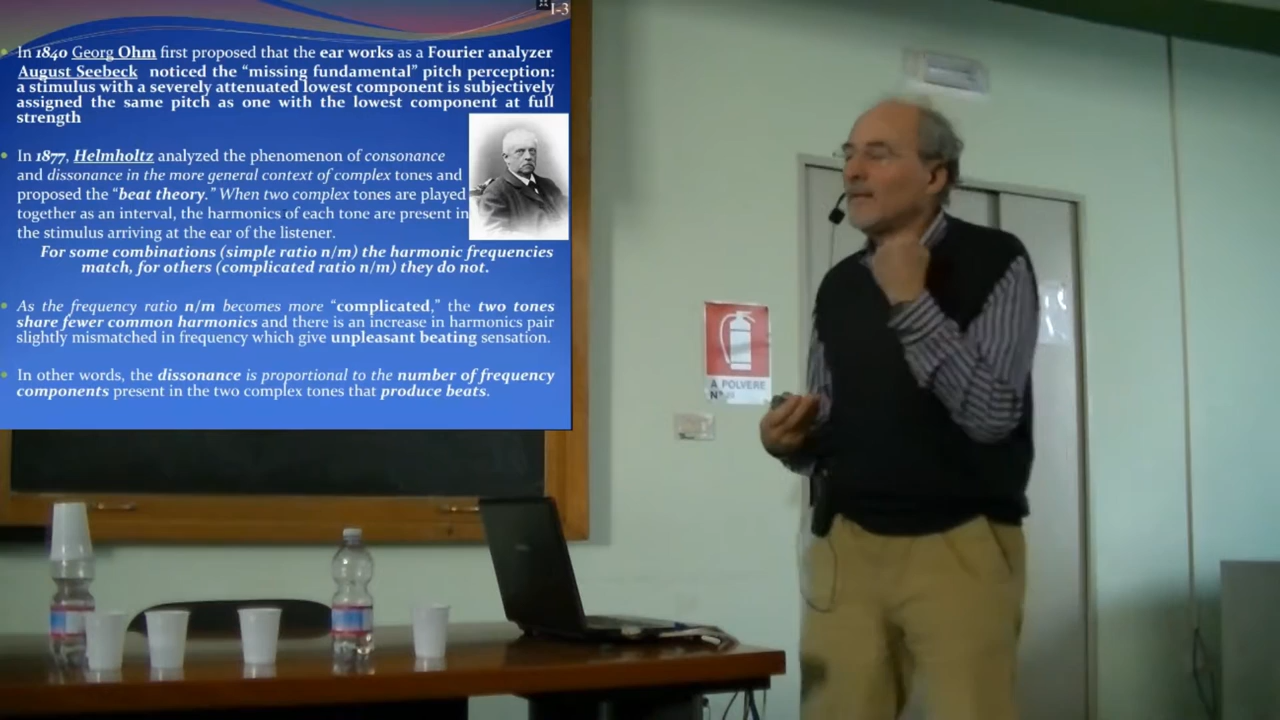 I-3
In 1840 Georg Ohm first proposed that the ear works as a Fourier analyzer
August Seebeck noticed the “missing fundamental” pitch perception:
a stimulus with a severely attenuated lowest component is subjectively
assigned the same pitch as one with the lowest component at full
strength
In 1877, Helmholtz analyzed the phenomenon of consonance
and dissonance in the more general context of complex tones and
proposed the “beat theory.” When two complex tones are played
together as an interval, the harmonics of each tone are present in
the stimulus arriving at the ear of the listener.
For some combinations (simple ratio n/m) the harmonic frequencies
match, for others (complicated ratio n/m) they do not.
As the frequency ratio n/m becomes more “complicated,” the two tones
share fewer common harmonics and there is an increase in harmonics pair
slightly mismatched in frequency which give unpleasant beating sensation.
In other words, the dissonance is proportional to the number of frequency
components present in the two complex tones that produce beats.
A POLVERE
N°